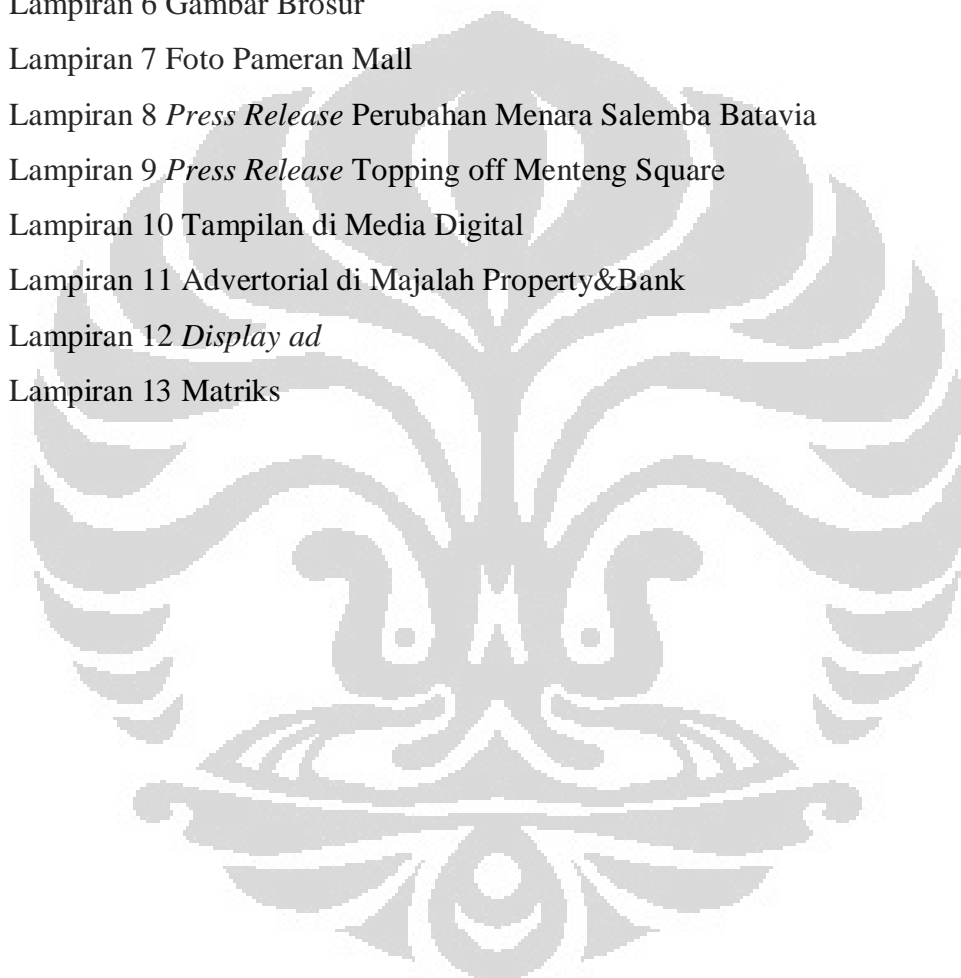 Lampiran 6 Gambar Brosur
Lampiran 7 Foto Pameran Mall
Lampiran 8 Press Release Perubahan Menara Salemba Batavia
Lampiran 9 Press Release Topping off Menteng Square
Lampiran 10 Tampilan di Media Digital
Lampiran 11 Advertorial di Majalah Property&Bank
Lampiran 12 Display ad
Lampiran 13 Matriks